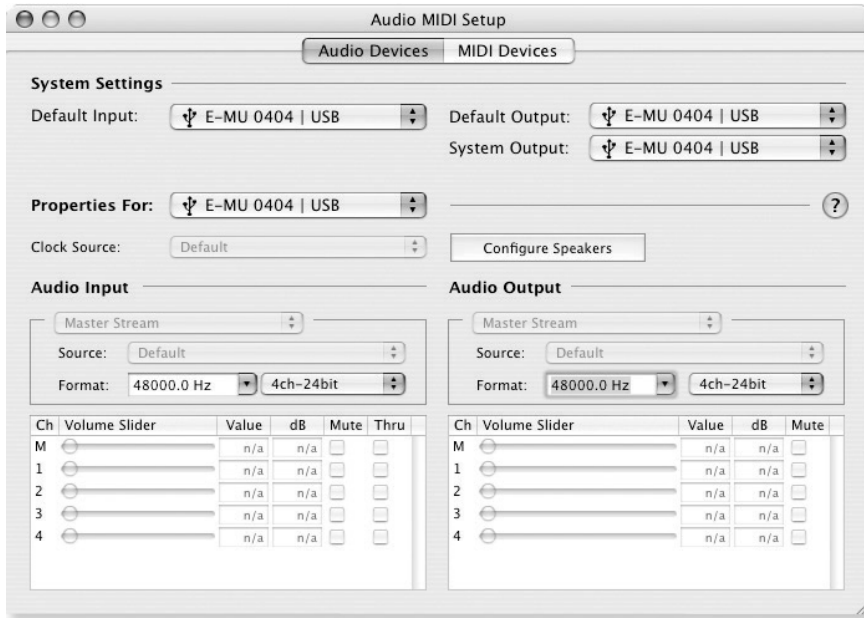 Audio MIDI Setup
Audio Devices MIDI Devices
System Settings
Default Input: E-MU 0404 | USB
Default Output: E-MU 0404 | USB
System Output: E-MU 0404 | USB
Properties For: E-MU 0404 | USB ?
Clock Source: Default
Configure Speakers
Audio Input
Master Stream
Source: Default
Format: 48000.0 Hz 4ch-24bit
Ch Volume Slider Value dB Mute Thru
M n/a n/a
1 n/a n/a
2 n/a n/a
3 n/a n/a
4 n/a n/a
Audio Output
Master Stream
Source: Default
Format: 48000.0 Hz 4ch-24bit
Ch Volume Slider Value dB Mute
M n/a n/a
1 n/a n/a
2 n/a n/a
3 n/a n/a
4 n/a n/a